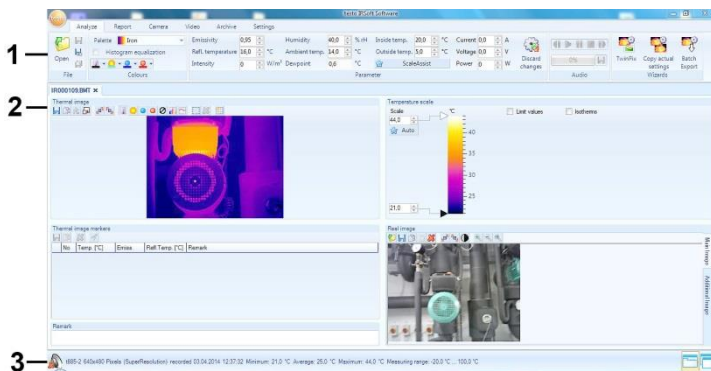 testo IRSoft Software
Analyze Report Camera Video Archive Settings
1
Open
Palette Iron
Histogram equalization
Emissivity 0,95
Refl. temperature 16,0 °C
Intensity 0 W/m²
Humidity 40,0 % rH
Ambient temp. 14,0 °C
Dewpoint 0,6 °C
Inside temp. 20,0 °C
Outside temp. 5,0 °C
ScaleAssist
Current 0,0 A
Voltage 0,0 V
Power 0 W
Discard changes
0%
TwinPix
Copy actual settings
Batch Export
File Colours Parameter Audio Wizards
IR000109.BMT
2
Thermal image
Temperature scale
Scale °C
44,0
Auto
Limit values
Isotherms
40
35
30
25
21,0
Thermal image markers
No Temp. [°C] Emiss. Refl. Temp. [°C] Remark
Real image
Main Image
Additional Image
Remark
3
t885-2 640x480 Pixels (SuperResolution) recorded 03.04.2014 12:37:02 Minimum: 21,0 °C Average: 25,0 °C Maximum: 44,0 °C Measuring range: -20,0 °C ... 100,0 °C